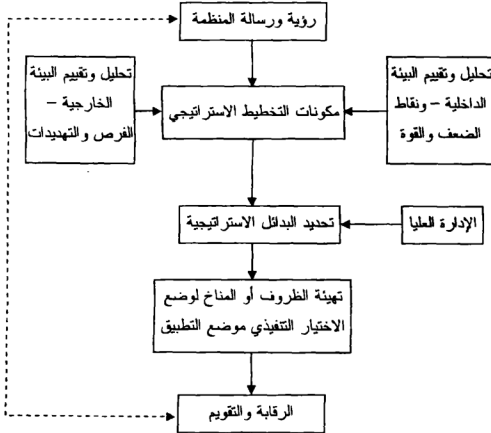 رؤية ورسالة المنظمة
تحليل وتقييم البيئة
الداخلية – ونقاط
الضعف والقوة
مكونات التخطيط الاستراتيجي
تحليل وتقييم البيئة
الخارجية –
الفرص والتهديدات
تحديد البدائل الاستراتيجية
الإدارة العليا
تهيئة الظروف أو المناخ لوضع
الاختيار التنفيذي موضع التطبيق
الرقابة والتقويم